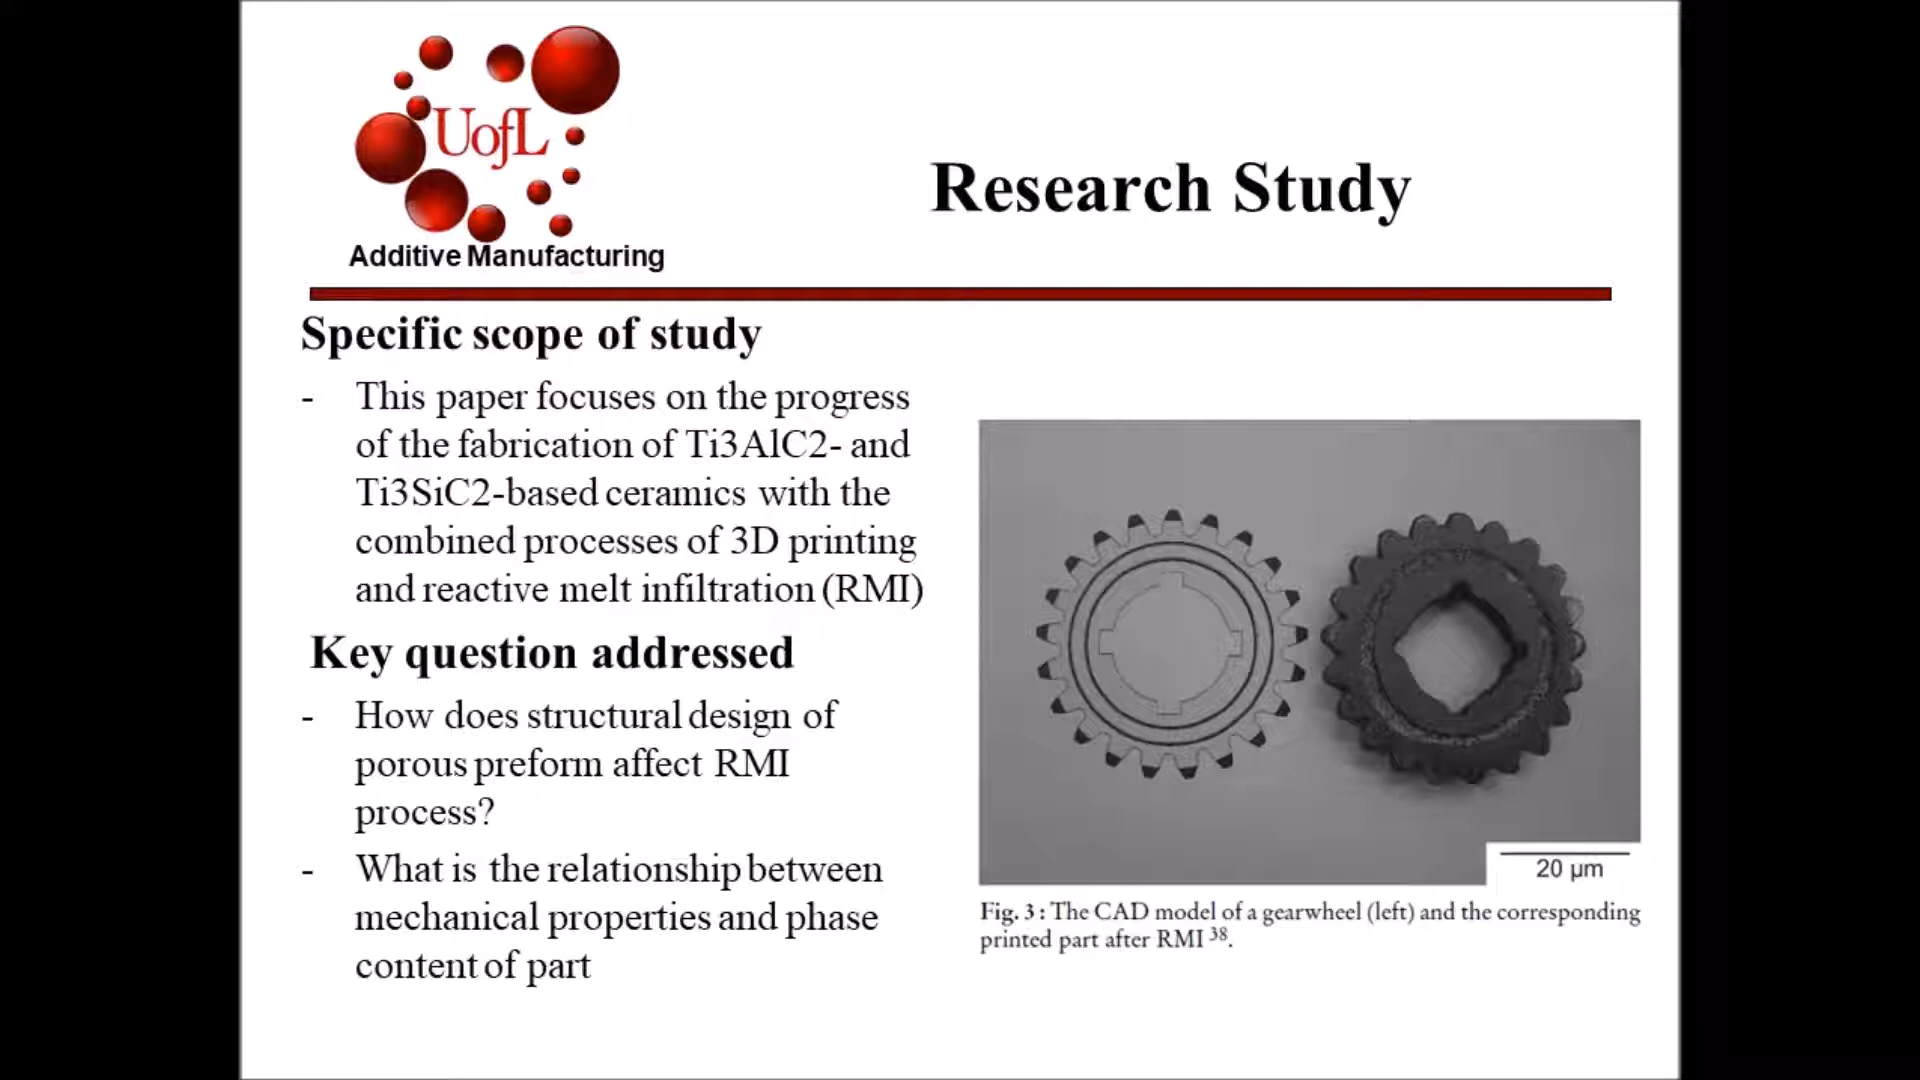 UofL
Additive Manufacturing
Research Study
Specific scope of study
- This paper focuses on the progress
of the fabrication of Ti3AlC2- and
Ti3SiC2-based ceramics with the
combined processes of 3D printing
and reactive melt infiltration (RMI)
Key question addressed
- How does structural design of
porous preform affect RMI
process?
- What is the relationship between
mechanical properties and phase
content of part
20 μm
Fig. 3 : The CAD model of a gearwheel (left) and the corresponding
printed part after RMI 38.